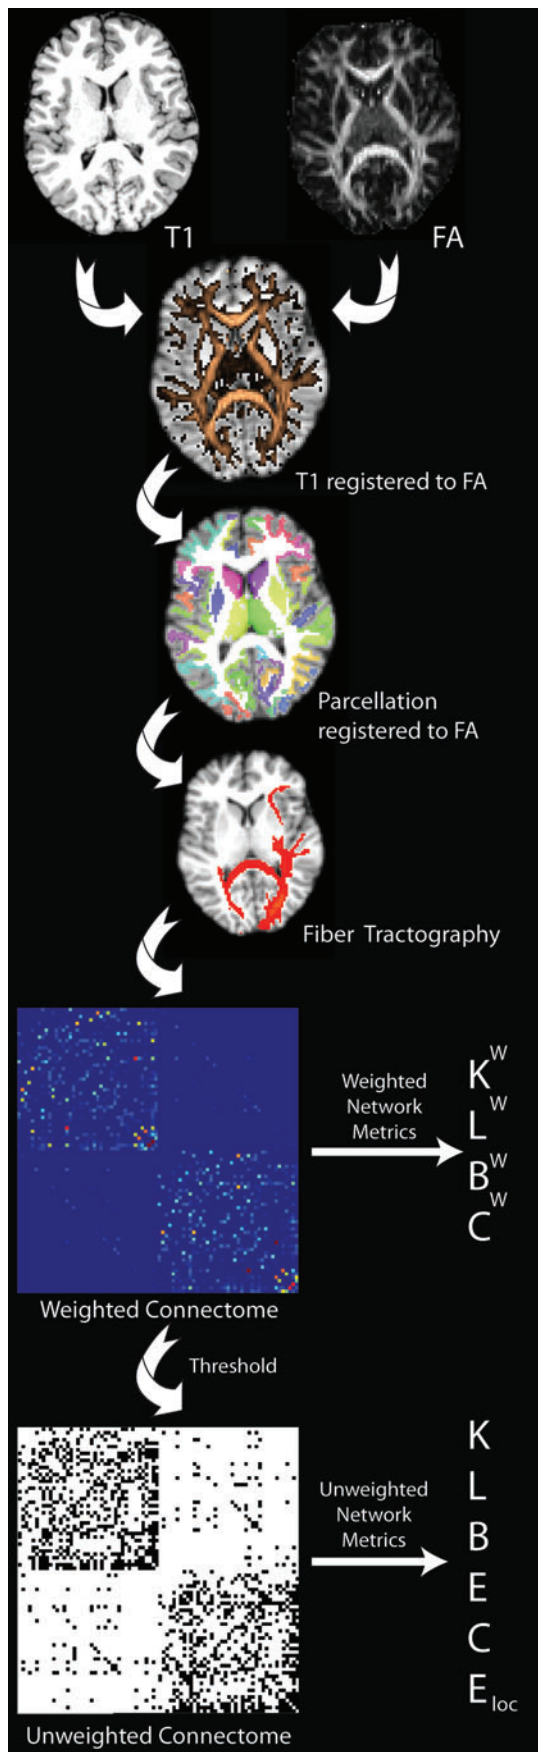 T1
FA
T1 registered to FA
Parcellation
registered to FA
Fiber Tractography
Weighted
Network
Metrics
K^W
L^W
B^W
C^W
Weighted Connectome
Threshold
Unweighted
Network
Metrics
K
L
B
E
C
E_loc
Unweighted Connectome